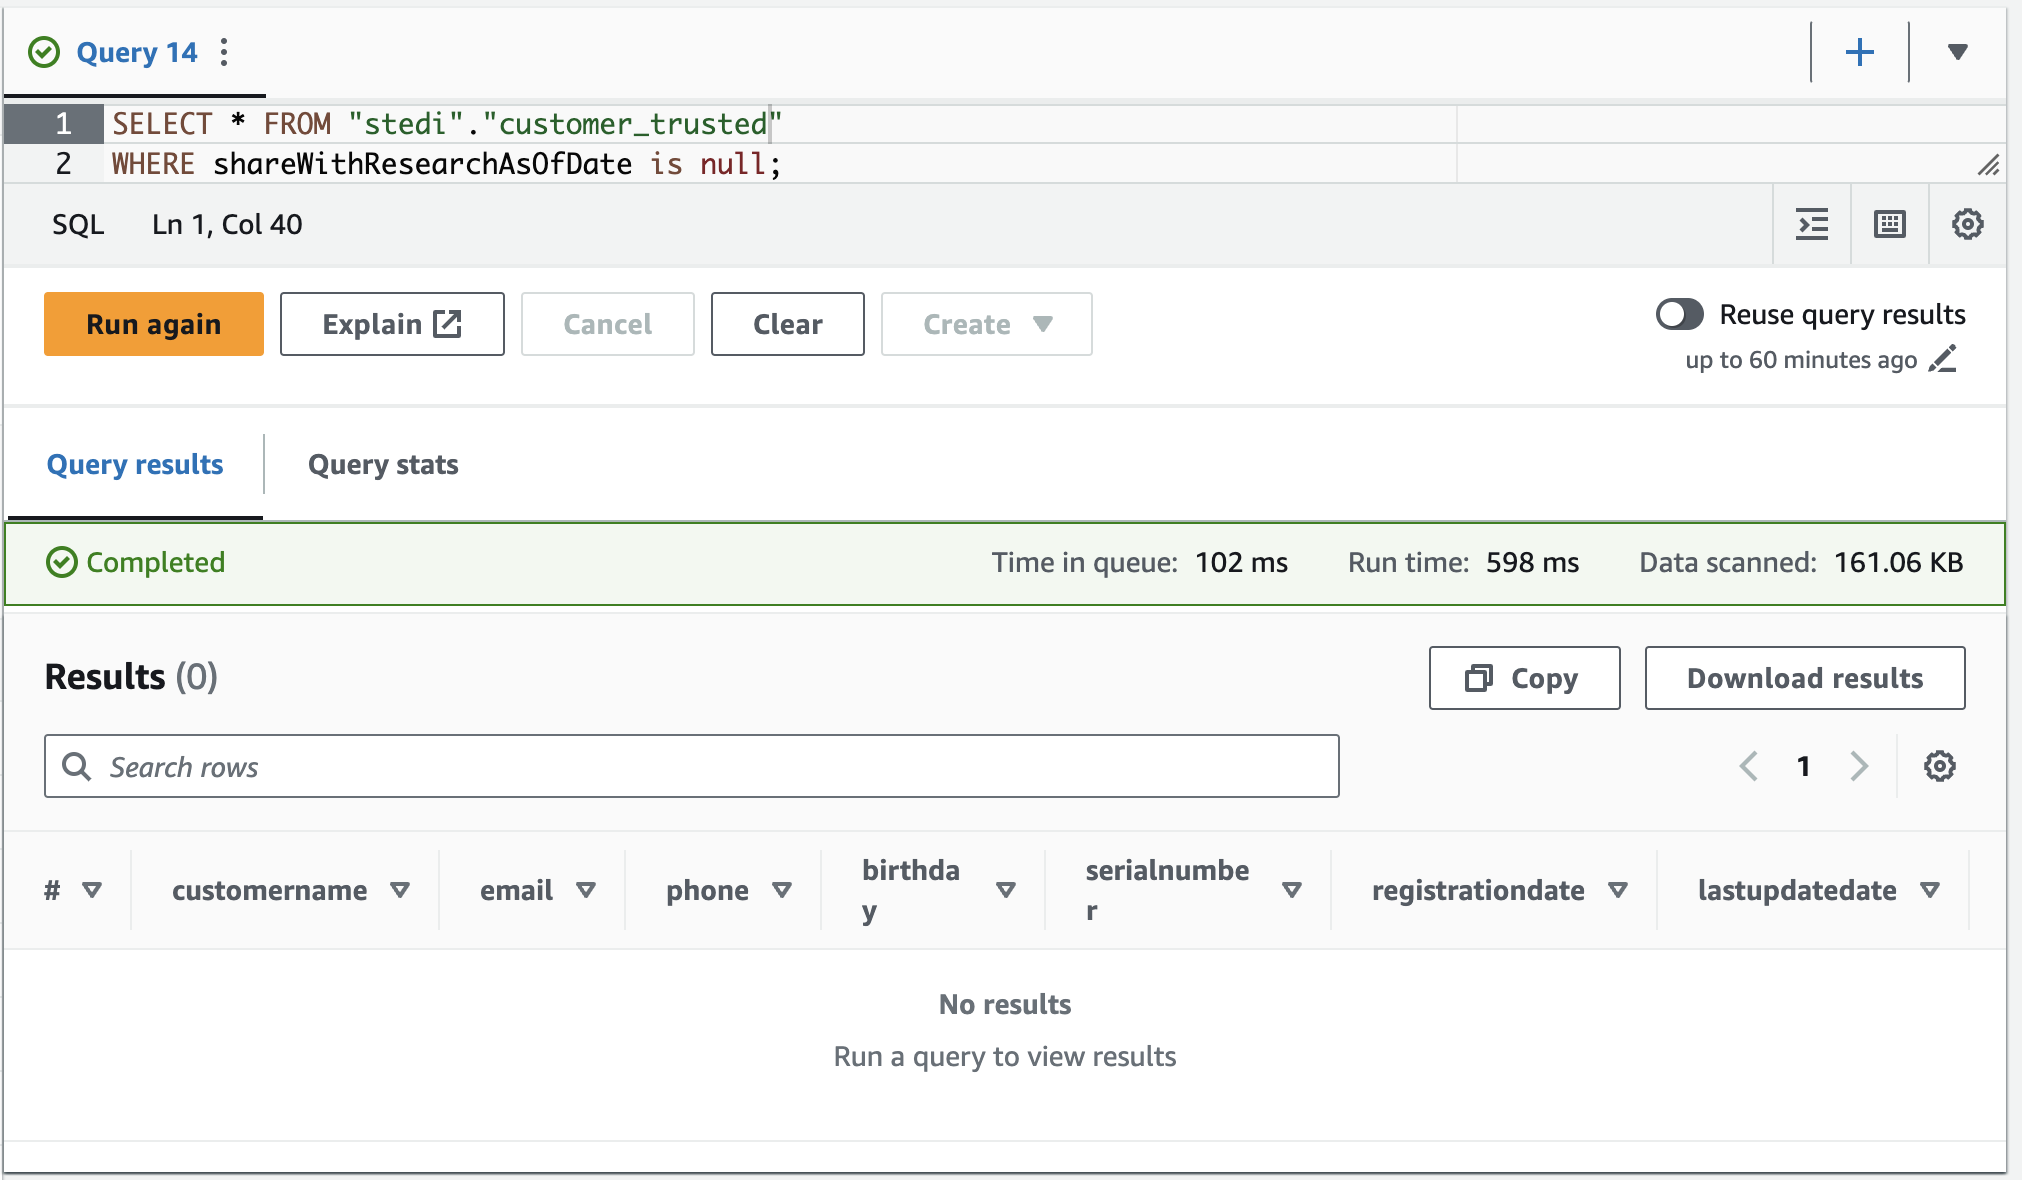 Query 14
1 SELECT * FROM "stedi"."customer_trusted"
2 WHERE shareWithResearchAsOfDate is null;
SQL Ln 1, Col 40
Run again Explain Cancel Clear Create Reuse query results
up to 60 minutes ago
Query results Query stats
Completed Time in queue: 102 ms Run time: 598 ms Data scanned: 161.06 KB
Results (0) Copy Download results
Search rows 1
# customername email phone birthda
y serialnumbe
r registrationdate lastupdatedate
No results
Run a query to view results